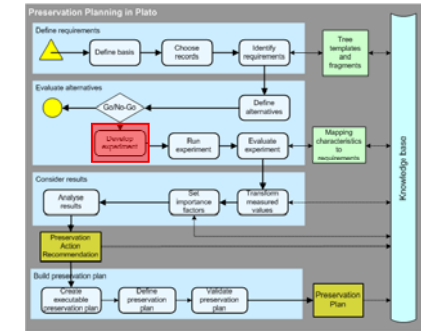 Preservation Planning in Plato
Define requirements
Define basis
Choose
records
Identify
requirements
Tree
templates
and
fragments
Evaluate alternatives
Go/No-Go
Define
alternatives
Develop
experiment
Run
experiment
Evaluate
experiment
Mapping
characteristics
to
requirements
Knowledge base
Consider results
Analyse
results
Set
importance
factors
Transform
measured
values
Preservation
Action
Recommendation
Build preservation plan
Create
executable
preservation plan
Define
preservation
plan
Validate
preservation
plan
Preservation
Plan